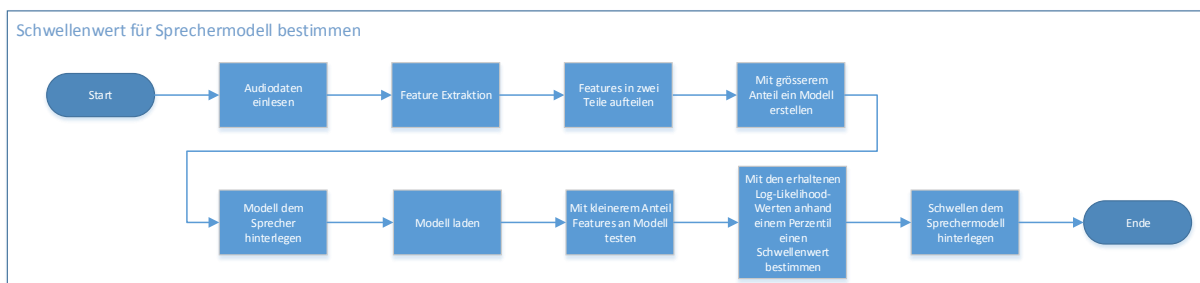 Schwellenwert für Sprechermodell bestimmen
Start
Audiodaten
einlesen
Feature Extraktion
Features in zwei
Teile aufteilen
Mit grösserem
Anteil ein Modell
erstellen
Modell dem
Sprecher
hinterlegen
Modell laden
Mit kleinerem Anteil
Features an Modell
testen
Mit den erhaltenen
Log-Likelihood-
Werten anhand
einem Perzentil
einen
Schwellenwert
bestimmen
Schwellen dem
Sprechermodell
hinterlegen
Ende